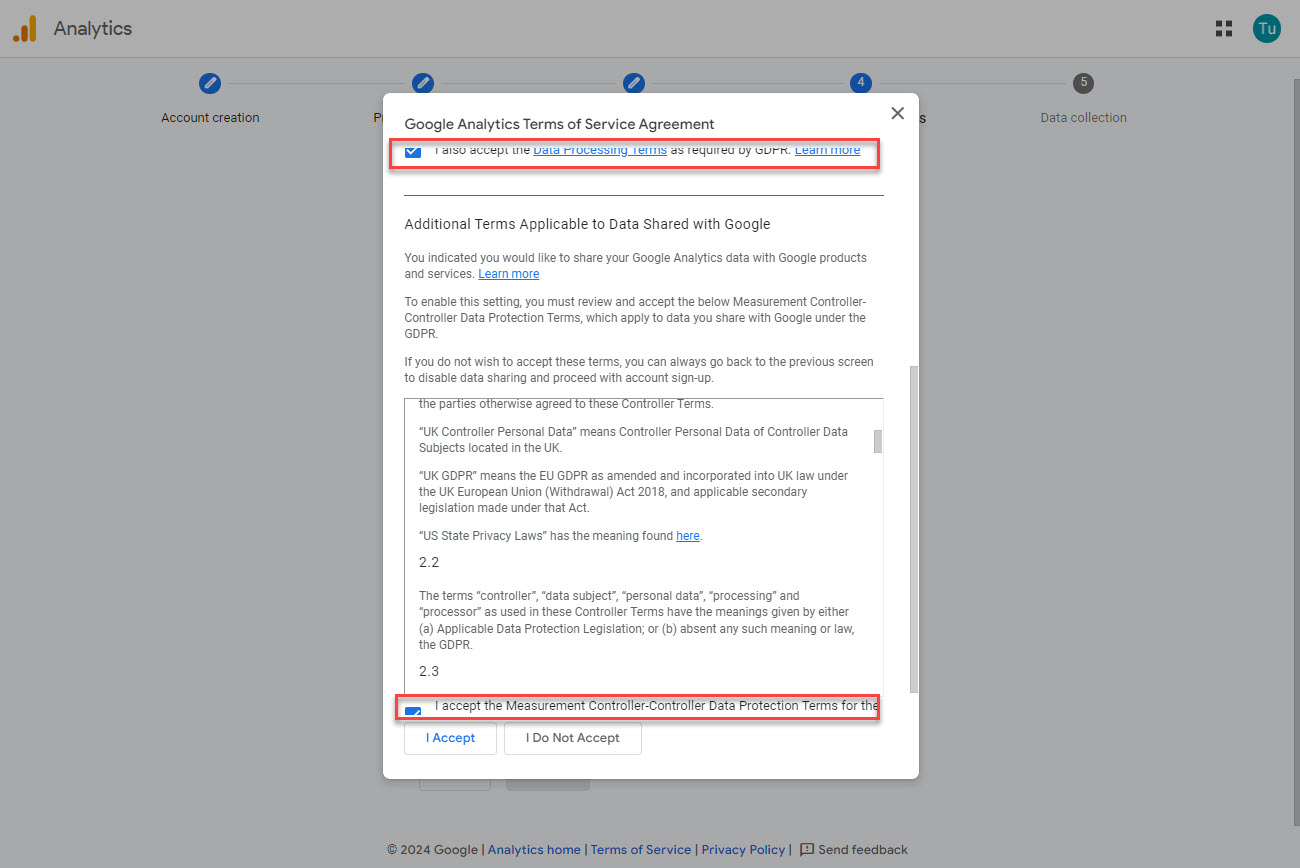 Analytics
Tu
4
5
Account creation
Data collection
Google Analytics Terms of Service Agreement
I also accept the Data Processing Terms as required by GDPR. Learn more
Additional Terms Applicable to Data Shared with Google
You indicated you would like to share your Google Analytics data with Google products
and services. Learn more
To enable this setting, you must review and accept the below Measurement Controller-
Controller Data Protection Terms, which apply to data you share with Google under the
GDPR.
If you do not wish to accept these terms, you can always go back to the previous screen
to disable data sharing and proceed with account sign-up.
the parties otherwise agreed to these Controller Terms.
“UK Controller Personal Data” means Controller Personal Data of Controller Data
Subjects located in the UK.
“UK GDPR” means the EU GDPR as amended and incorporated into UK law under
the UK European Union (Withdrawal) Act 2018, and applicable secondary
legislation made under that Act.
“US State Privacy Laws” has the meaning found here.
2.2
The terms “controller”, “data subject”, “personal data”, “processing” and
“processor” as used in these Controller Terms have the meanings given by either
(a) Applicable Data Protection Legislation; or (b) absent any such meaning or law,
the GDPR.
2.3
I accept the Measurement Controller-Controller Data Protection Terms for the
I Accept
I Do Not Accept
© 2024 Google | Analytics home | Terms of Service | Privacy Policy | Send feedback